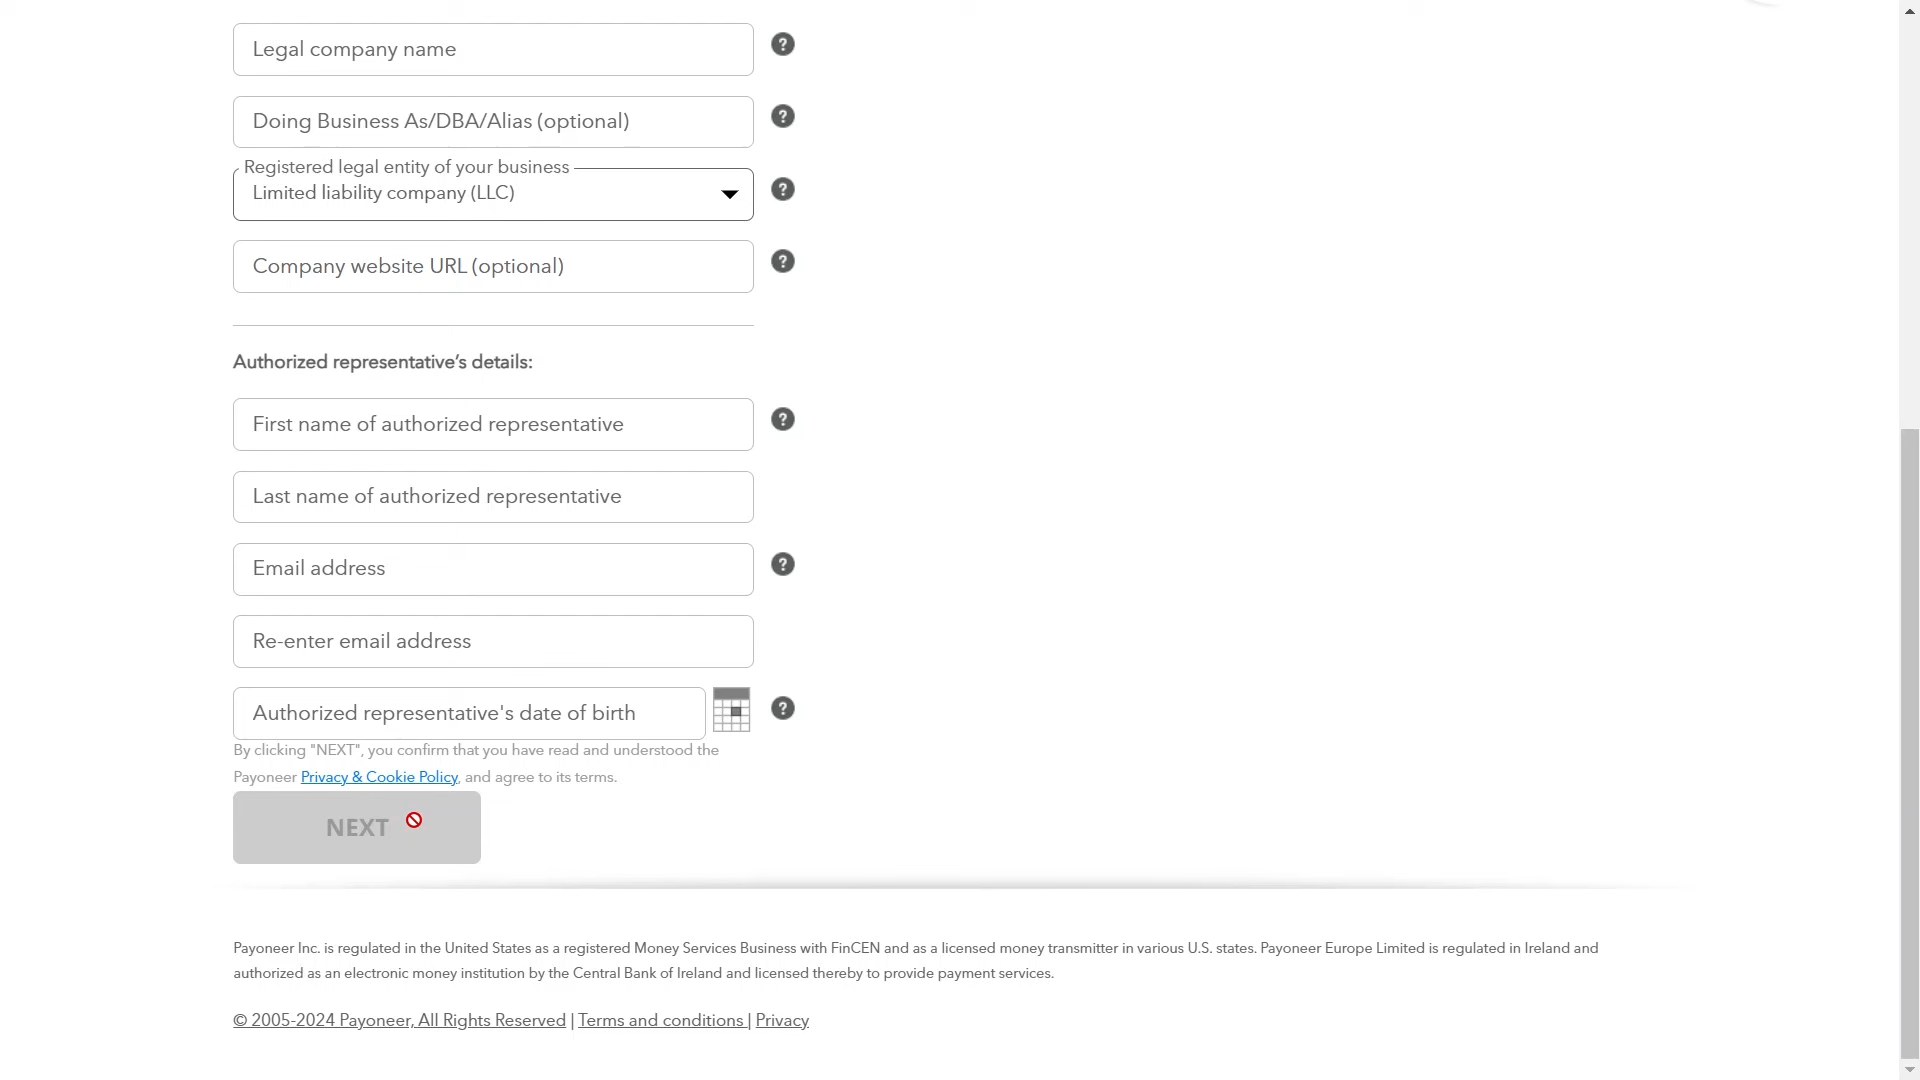 Legal company name
Doing Business As/DBA/Alias (optional)
Registered legal entity of your business
Limited liability company (LLC)
Company website URL (optional)
Authorized representative’s details:
First name of authorized representative
Last name of authorized representative
Email address
Re-enter email address
Authorized representative's date of birth
By clicking "NEXT", you confirm that you have read and understood the
Payoneer Privacy & Cookie Policy, and agree to its terms.
NEXT
Payoneer Inc. is regulated in the United States as a registered Money Services Business with FinCEN and as a licensed money transmitter in various U.S. states. Payoneer Europe Limited is regulated in Ireland and
authorized as an electronic money institution by the Central Bank of Ireland and licensed thereby to provide payment services.
© 2005-2024 Payoneer, All Rights Reserved | Terms and conditions | Privacy